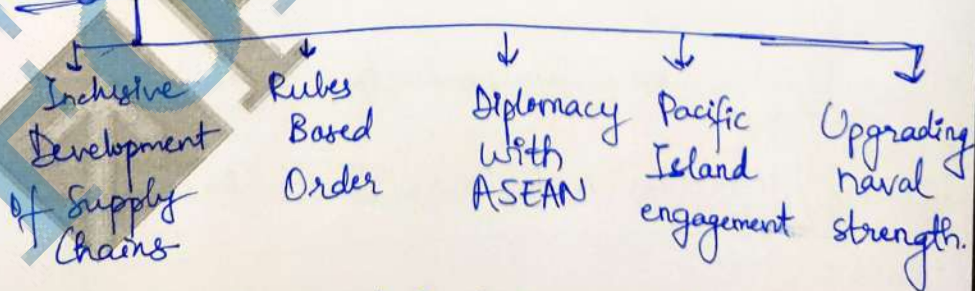 Inclusive
Development
of Supply
Chains
Rules
Based
Order
Diplomacy
with
ASEAN
Pacific
Island
engagement
Upgrading
naval
strength.